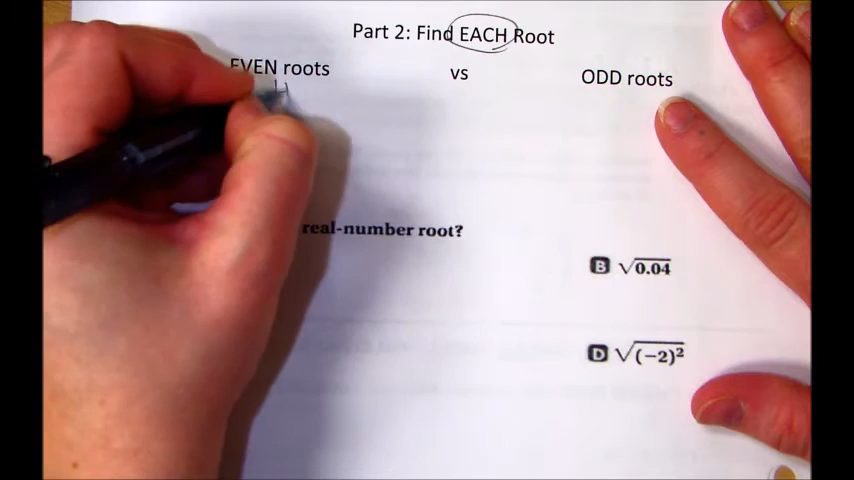 Part 2: Find EACH Root
EVEN roots vs ODD roots
real-number root?
B √0.04
D √(−2)²